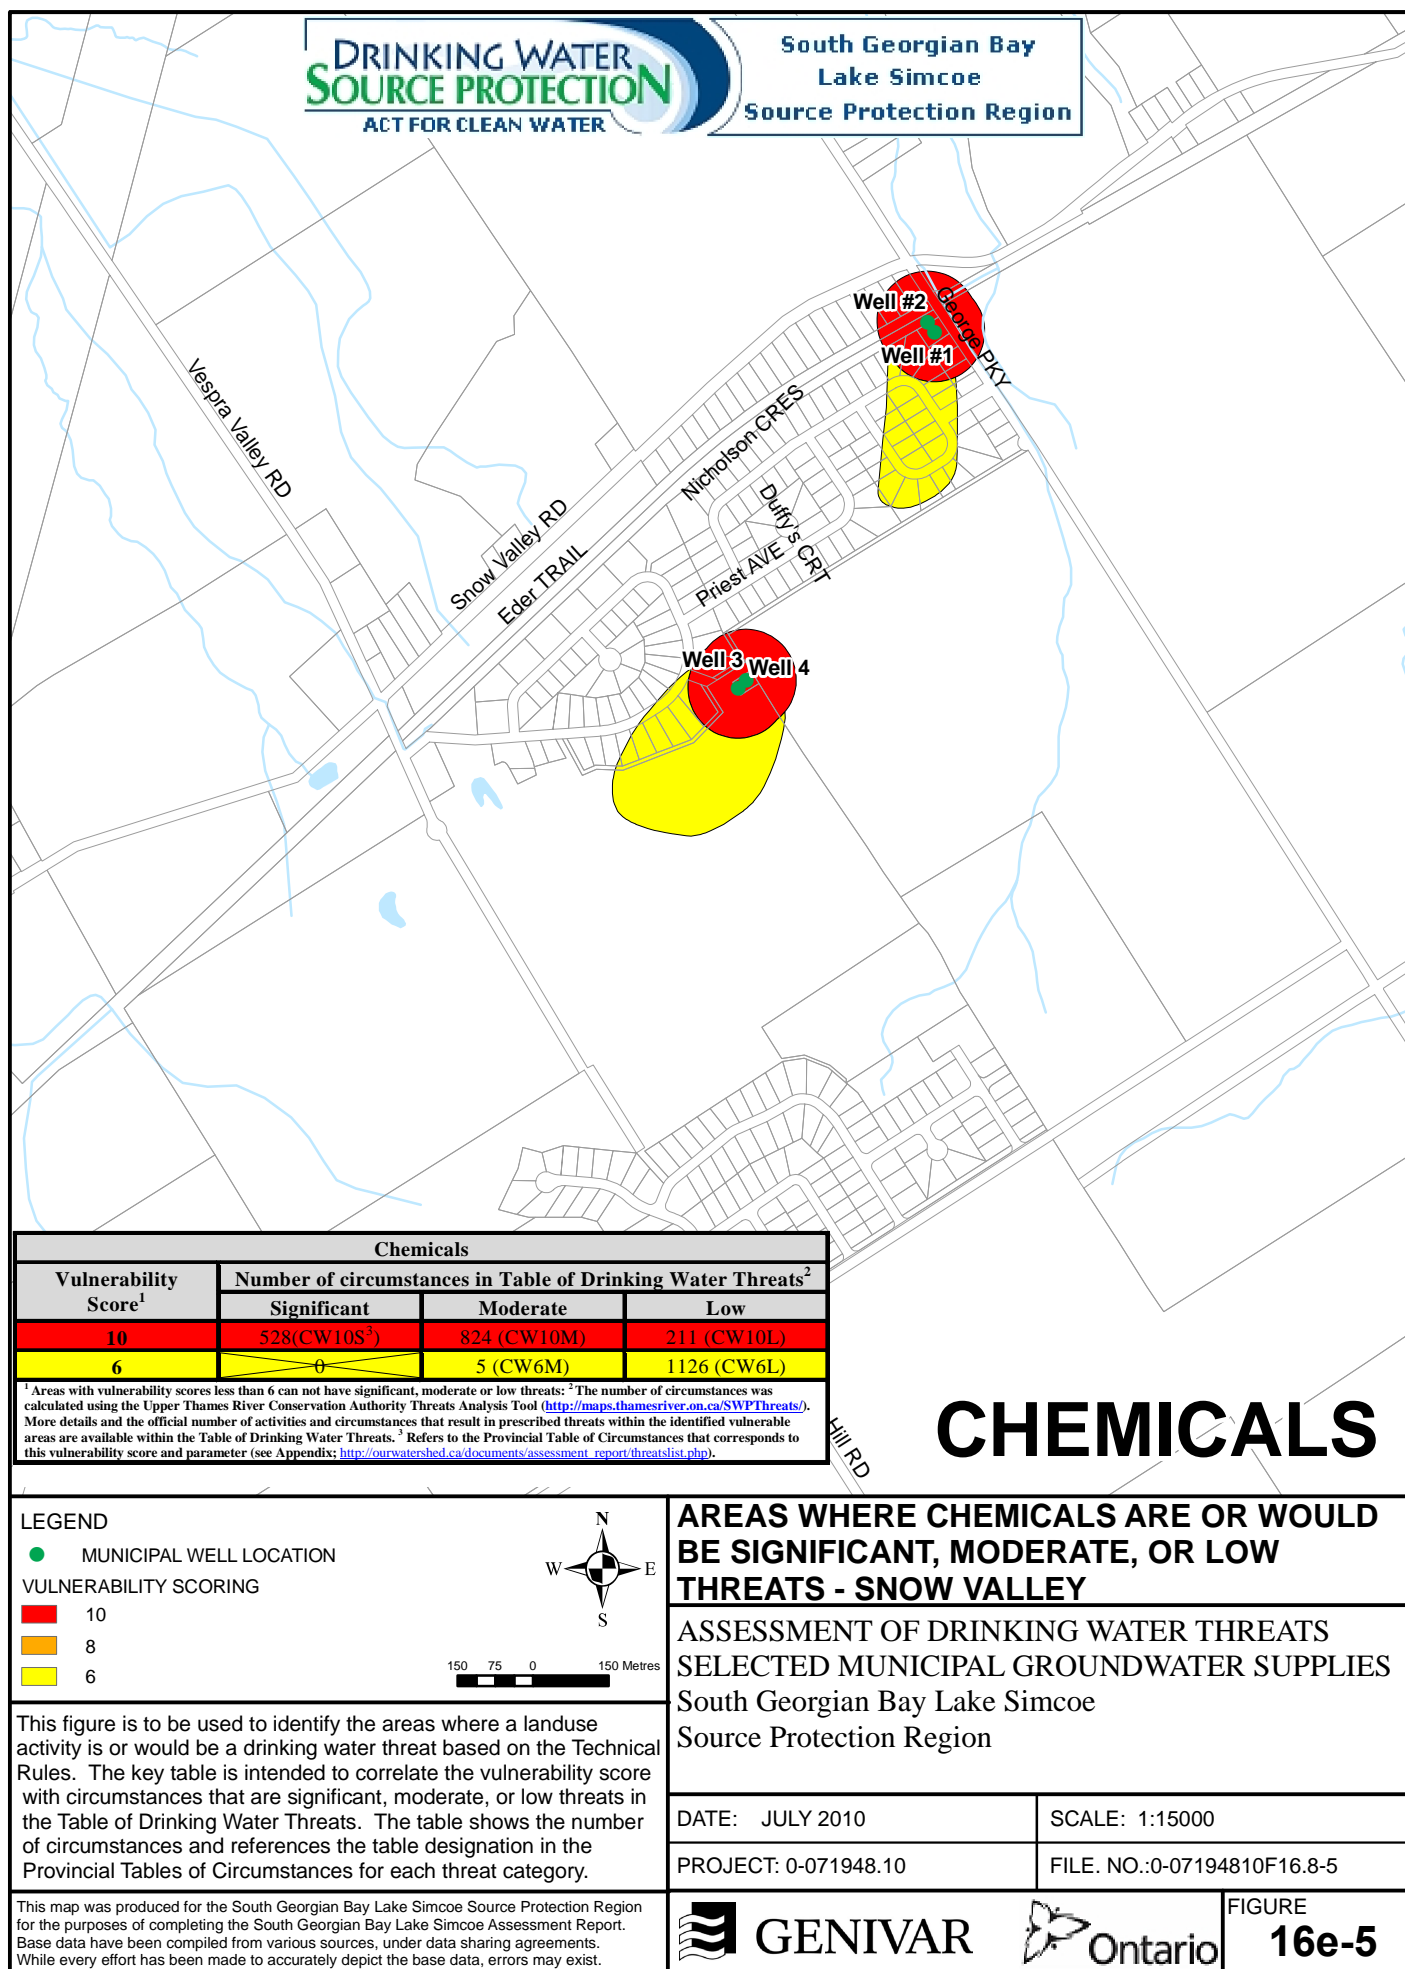 DRINKING WATER
SOURCE PROTECTION
ACT FOR CLEAN WATER
South Georgian Bay
Lake Simcoe
Source Protection Region
Well #2
George PKY
Well #1
Vespra Valley RD
Nicholson CRES
Snow Valley RD
Eder TRAIL
Duffy's CRT
Priest AVE
Well 3
Well 4
Hill RD
Chemicals
Vulnerability Score¹
Number of circumstances in Table of Drinking Water Threats²
Significant Moderate Low
10 528(CW10S³) 824 (CW10M) 211 (CW10L)
6 0 5 (CW6M) 1126 (CW6L)
¹ Areas with vulnerability scores less than 6 can not have significant, moderate or low threats: ² The number of circumstances was
calculated using the Upper Thames River Conservation Authority Threats Analysis Tool (http://maps.thamesriver.on.ca/SWPThreats/).
More details and the official number of activities and circumstances that result in prescribed threats within the identified vulnerable
areas are available within the Table of Drinking Water Threats. ³ Refers to the Provincial Table of Circumstances that corresponds to
this vulnerability score and parameter (see Appendix; http://ourwatershed.ca/documents/assessment_report/threatslist.php).
CHEMICALS
LEGEND
MUNICIPAL WELL LOCATION
VULNERABILITY SCORING
10
8
6
N
W E
S
150 75 0 150 Metres
This figure is to be used to identify the areas where a landuse
activity is or would be a drinking water threat based on the Technical
Rules. The key table is intended to correlate the vulnerability score
with circumstances that are significant, moderate, or low threats in
the Table of Drinking Water Threats. The table shows the number
of circumstances and references the table designation in the
Provincial Tables of Circumstances for each threat category.
This map was produced for the South Georgian Bay Lake Simcoe Source Protection Region
for the purposes of completing the South Georgian Bay Lake Simcoe Assessment Report.
Base data have been compiled from various sources, under data sharing agreements.
While every effort has been made to accurately depict the base data, errors may exist.
AREAS WHERE CHEMICALS ARE OR WOULD
BE SIGNIFICANT, MODERATE, OR LOW
THREATS - SNOW VALLEY
ASSESSMENT OF DRINKING WATER THREATS
SELECTED MUNICIPAL GROUNDWATER SUPPLIES
South Georgian Bay Lake Simcoe
Source Protection Region
DATE: JULY 2010
SCALE: 1:15000
PROJECT: 0-071948.10
FILE. NO.:0-07194810F16.8-5
GENIVAR
Ontario
FIGURE
16e-5